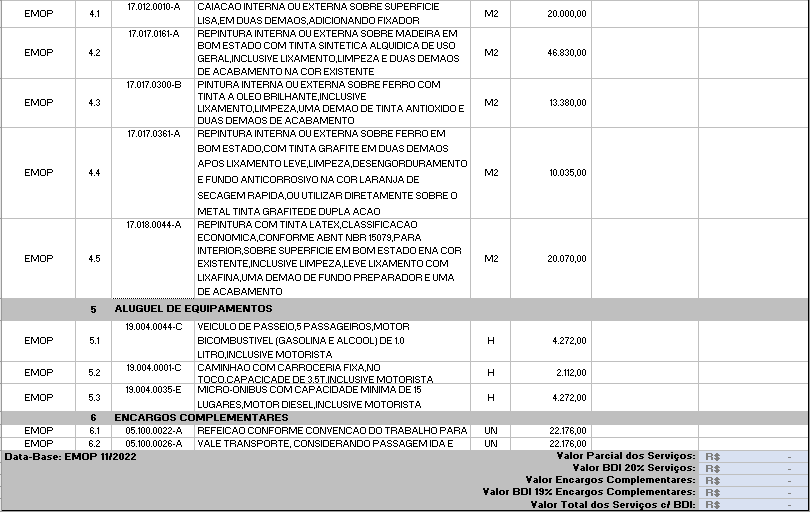 EMOP 4.1 17.012.0010-A CAIACAO INTERNA OU EXTERNA SOBRE SUPERFICIE M2 20.000,00
LISA,EM DUAS DEMAOS,ADICIONANDO FIXADOR
EMOP 4.2 17.017.0161-A REPINTURA INTERNA OU EXTERNA SOBRE MADEIRA EM M2 46.830,00
BOM ESTADO COM TINTA SINTETICA ALQUIDICA DE USO
GERAL,INCLUSIVE LIXAMENTO,LIMPEZA E DUAS DEMAOS
DE ACABAMENTO NA COR EXISTENTE
EMOP 4.3 17.017.0300-B PINTURA INTERNA OU EXTERNA SOBRE FERRO COM M2 13.380,00
TINTA A OLEO BRILHANTE,INCLUSIVE
LIXAMENTO,LIMPEZA,UMA DEMAO DE TINTA ANTIOXIDO E
DUAS DEMAOS DE ACABAMENTO
EMOP 4.4 17.017.0361-A REPINTURA INTERNA OU EXTERNA SOBRE FERRO EM M2 10.035,00
BOM ESTADO,COM TINTA GRAFITE EM DUAS DEMAOS
APOS LIXAMENTO LEVE,LIMPEZA,DESENGORDURAMENTO
E FUNDO ANTICORROSIVO NA COR LARANJA DE
SECAGEM RAPIDA,OU UTILIZAR DIRETAMENTE SOBRE O
METAL TINTA GRAFITEDE DUPLA ACAO
EMOP 4.5 17.018.0044-A REPINTURA COM TINTA LATEX,CLASSIFICACAO M2 20.070,00
ECONOMICA,CONFORME ABNT NBR 15079,PARA
INTERIOR,SOBRE SUPERFICIE EM BOM ESTADO ENA COR
EXISTENTE,INCLUSIVE LIMPEZA,LEVE LIXAMENTO COM
LIXAFINA,UMA DEMAO DE FUNDO PREPARADOR E UMA
DE ACABAMENTO
5 ALUGUEL DE EQUIPAMENTOS
EMOP 5.1 19.004.0044-C VEICULO DE PASSEIO,5 PASSAGEIROS,MOTOR H 4.272,00
BICOMBUSTIVEL (GASOLINA E ALCOOL) DE 1.0
LITRO,INCLUSIVE MOTORISTA
EMOP 5.2 19.004.0001-C CAMINHAO COM CARROCERIA FIXA,NO H 2.112,00
TOCO,CAPACICADE DE 3,5T,INCLUSIVE MOTORISTA
EMOP 5.3 19.004.0035-E MICRO-ONIBUS COM CAPACIDADE MINIMA DE 15 H 4.272,00
LUGARES,MOTOR DIESEL,INCLUSIVE MOTORISTA
6 ENCARGOS COMPLEMENTARES
EMOP 6.1 05.100.0022-A REFEICAO CONFORME CONVENCAO DO TRABALHO PARA UN 22.176,00
EMOP 6.2 05.100.0026-A VALE TRANSPORTE, CONSIDERANDO PASSAGEM IDA E UN 22.176,00
Data-Base: EMOP 11/2022 Valor Parcial dos Serviços: R$ -
Valor BDI 20% Serviços: R$ -
Valor Encargos Complementares: R$ -
Valor BDI 19% Encargos Complementares: R$ -
Valor Total dos Serviços c/ BDI: R$ -